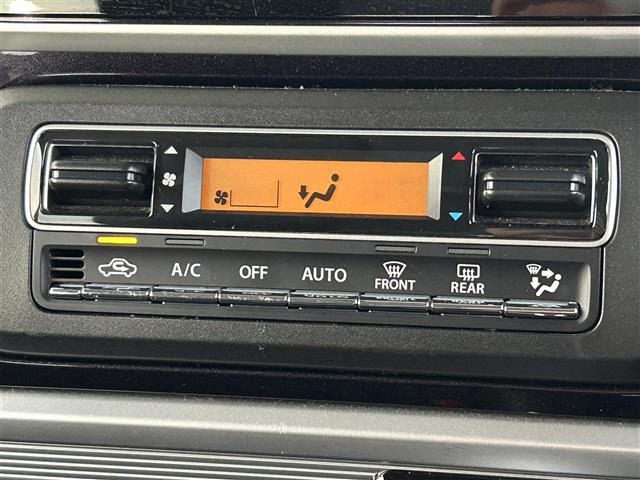 A/C OFF AUTO FRONT REAR